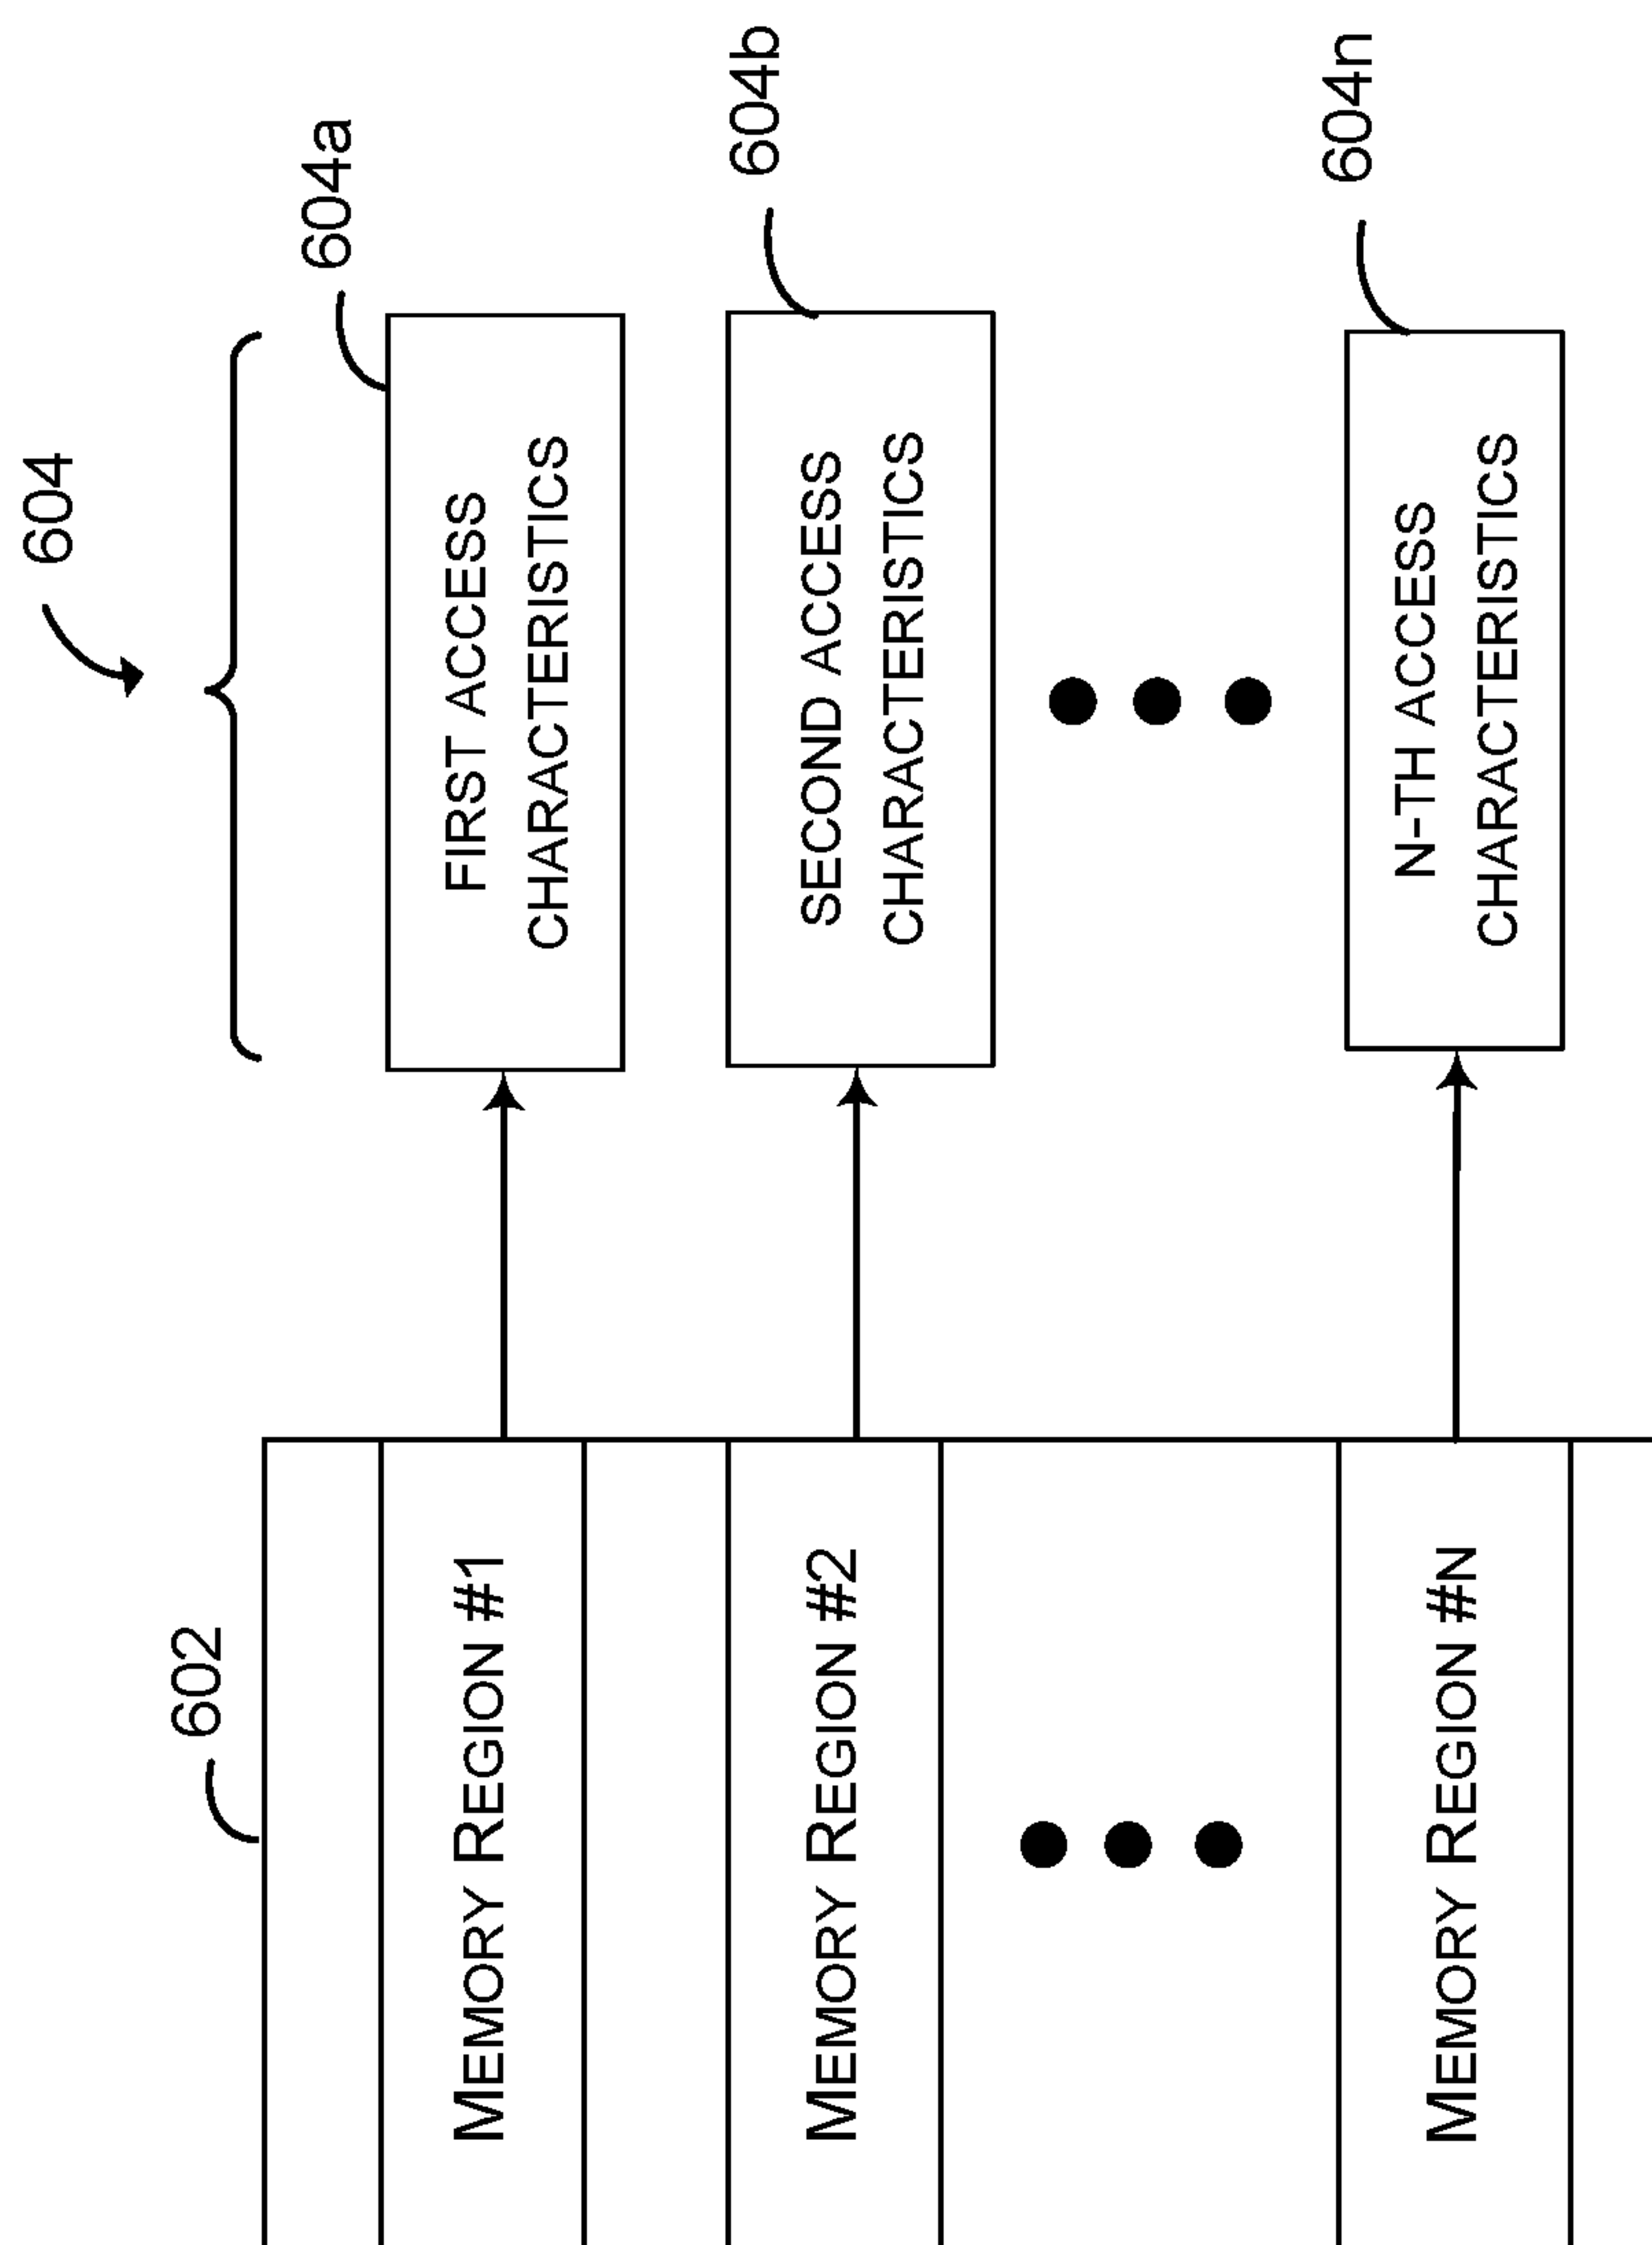 604
604a
FIRST ACCESS
CHARACTERISTICS
604b
SECOND ACCESS
CHARACTERISTICS
604n
N-TH ACCESS
CHARACTERISTICS
602
MEMORY REGION #1
MEMORY REGION #2
MEMORY REGION #N